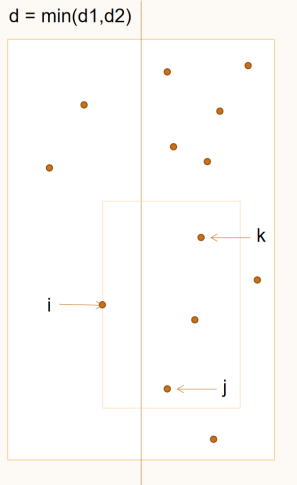 d = min(d1,d2)
k
i
j